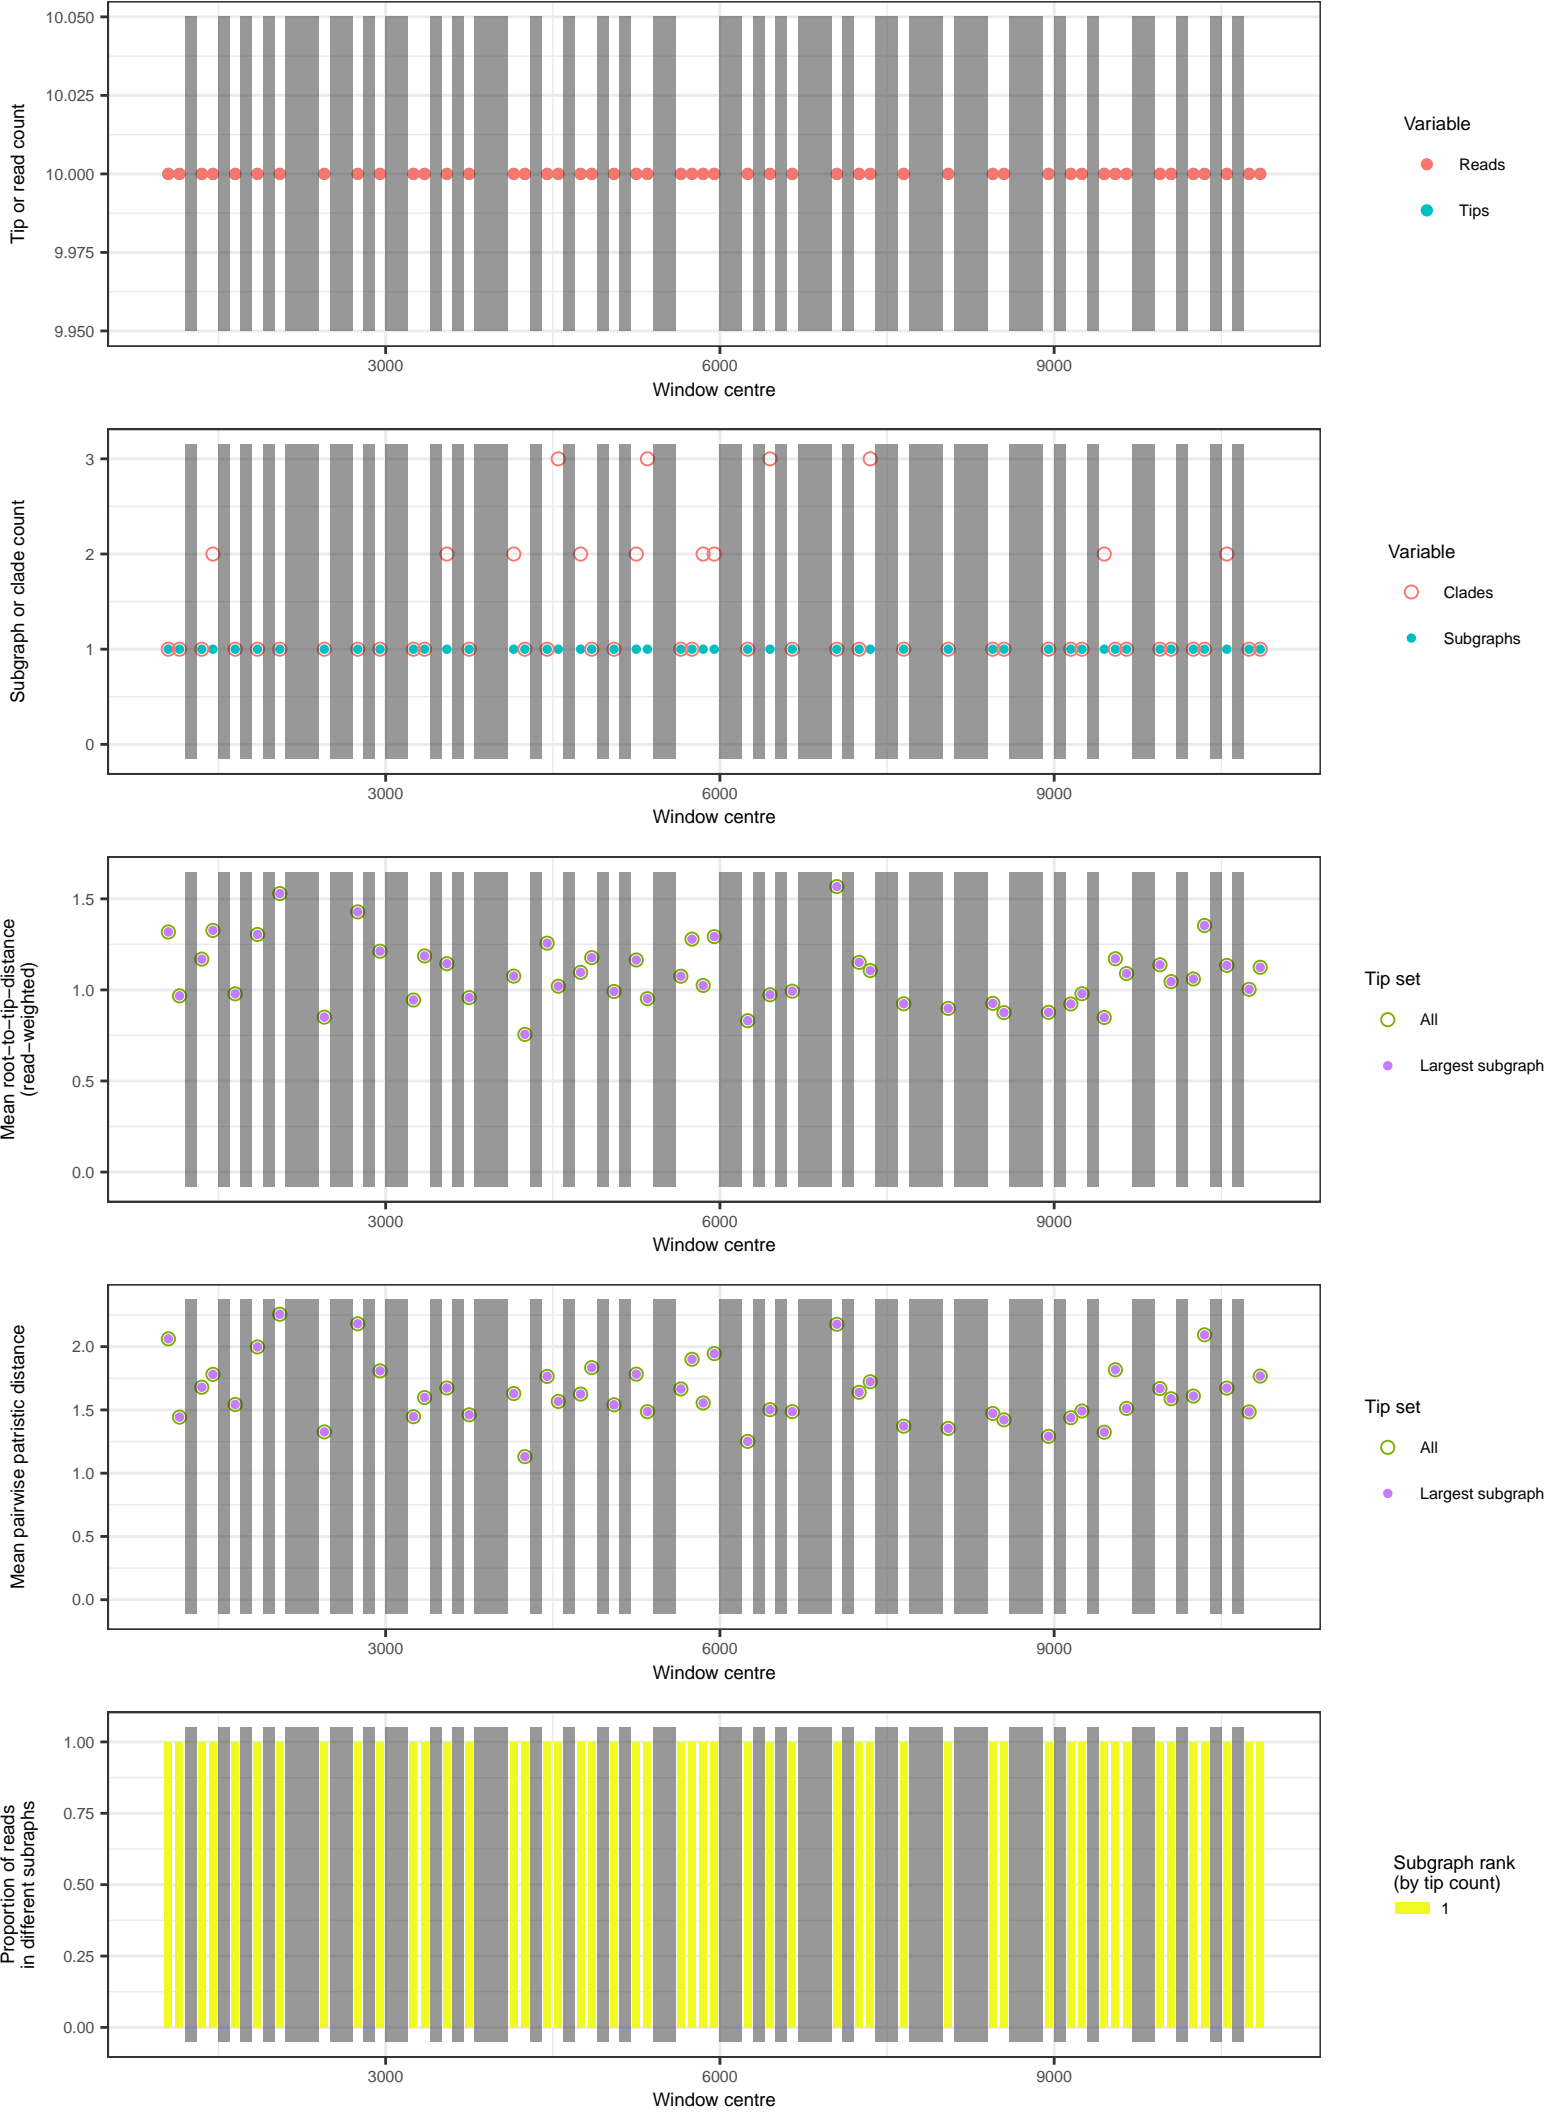 10.050
10.025
10.000
9.975
9.950
Tip or read count
3000 6000 9000
Window centre
Variable
Reads
Tips
3
2
1
0
Subgraph or clade count
3000 6000 9000
Window centre
Variable
Clades
Subgraphs
1.5
1.0
0.5
0.0
Mean root−to−tip−distance
(read−weighted)
3000 6000 9000
Window centre
Tip set
All
Largest subgraph
2.0
1.5
1.0
0.5
0.0
Mean pairwise patristic distance
3000 6000 9000
Window centre
Tip set
All
Largest subgraph
1.00
0.75
0.50
0.25
0.00
Proportion of reads
in different subraphs
3000 6000 9000
Window centre
Subgraph rank
(by tip count)
1